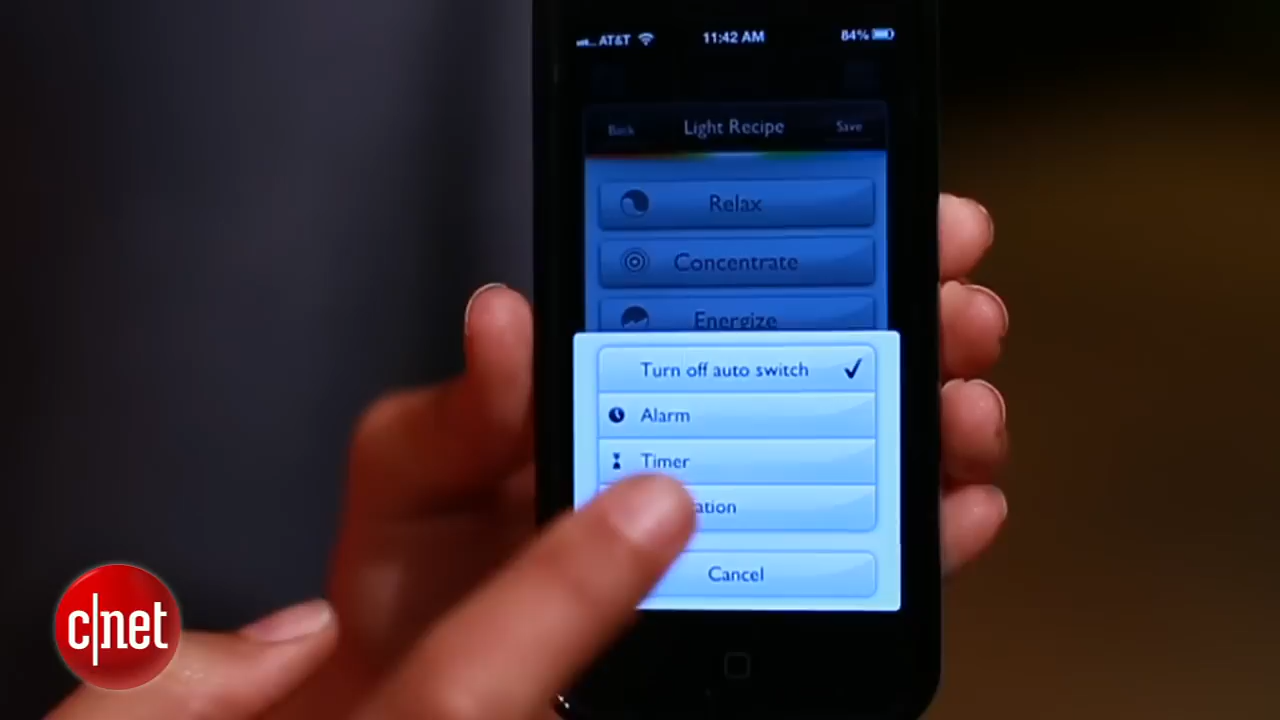 AT&T 11:42 AM 84%
Back Light Recipe Save
Relax
Concentrate
Energize
Turn off auto switch
Alarm
Timer
ation
Cancel
c|net